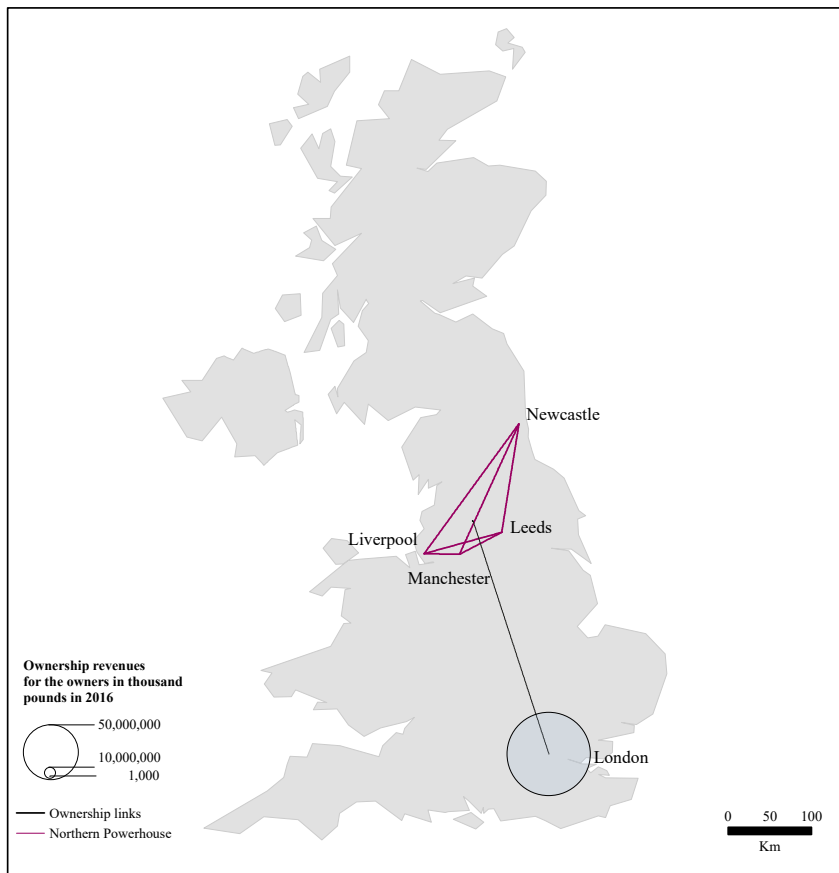 Newcastle
Leeds
Liverpool
Manchester
London
Ownership revenues
for the owners in thousand
pounds in 2016
50,000,000
10,000,000
1,000
Ownership links
Northern Powerhouse
0 50 100
Km